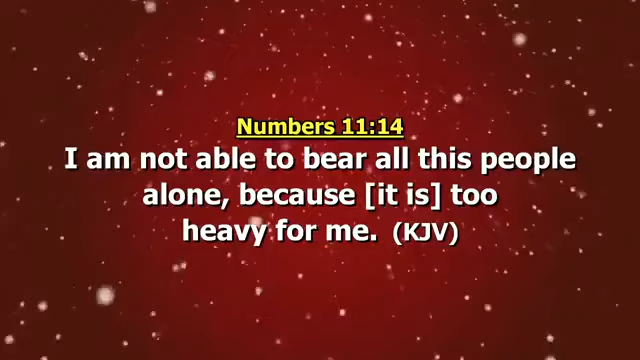 Numbers 11:14
I am not able to bear all this people
alone, because [it is] too
heavy for me. (KJV)